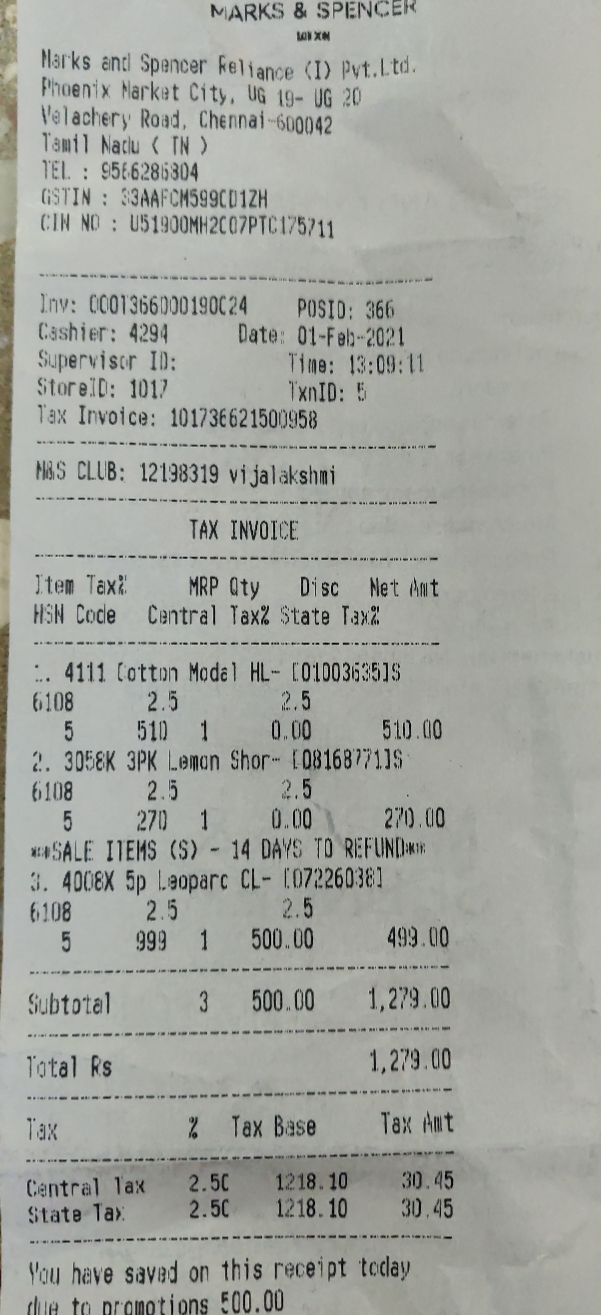 MARKS & SPENCER
LONDON
Marks and Spencer Reliance (I) Pvt.Ltd.
Phoenix Market City, UG 19- UG 20
Velachery Road, Chennai-600042
Tamil Nadu ( TN )
TEL : 9566286304
GSTIN : 33AAFCM5990D1ZH
CIN NO : U51900MH2007PTC175711
Inv: 0001366000190024 POSID: 366
Cashier: 4294 Date: 01-Feb-2021
Supervisor ID: Time: 13:09:11
StoreID: 1017 TxnID: 5
Tax Invoice: 101736621500958
M&S CLUB: 12198319 vijalakshmi
TAX INVOICE
Item Tax% MRP Qty Disc Net Amt
HSN Code Central Tax% State Tax%
1. 4111 Cotton Modal HL- [01003635]S
6108 2.5 2.5
5 510 1 0.00 510.00
2. 3058K 3PK Lemon Shor- [08168771]S
6108 2.5 2.5
5 270 1 0.00 270.00
**SALE ITEMS (S) - 14 DAYS TO REFUND**
3. 4008X 5p Leopard CL- [07226038]
6108 2.5 2.5
5 999 1 500.00 499.00
Subtotal 3 500.00 1,279.00
Total Rs 1,279.00
Tax % Tax Base Tax Amt
Central Tax 2.50 1218.10 30.45
State Tax 2.50 1218.10 30.45
You have saved on this receipt today
due to promotions 500.00